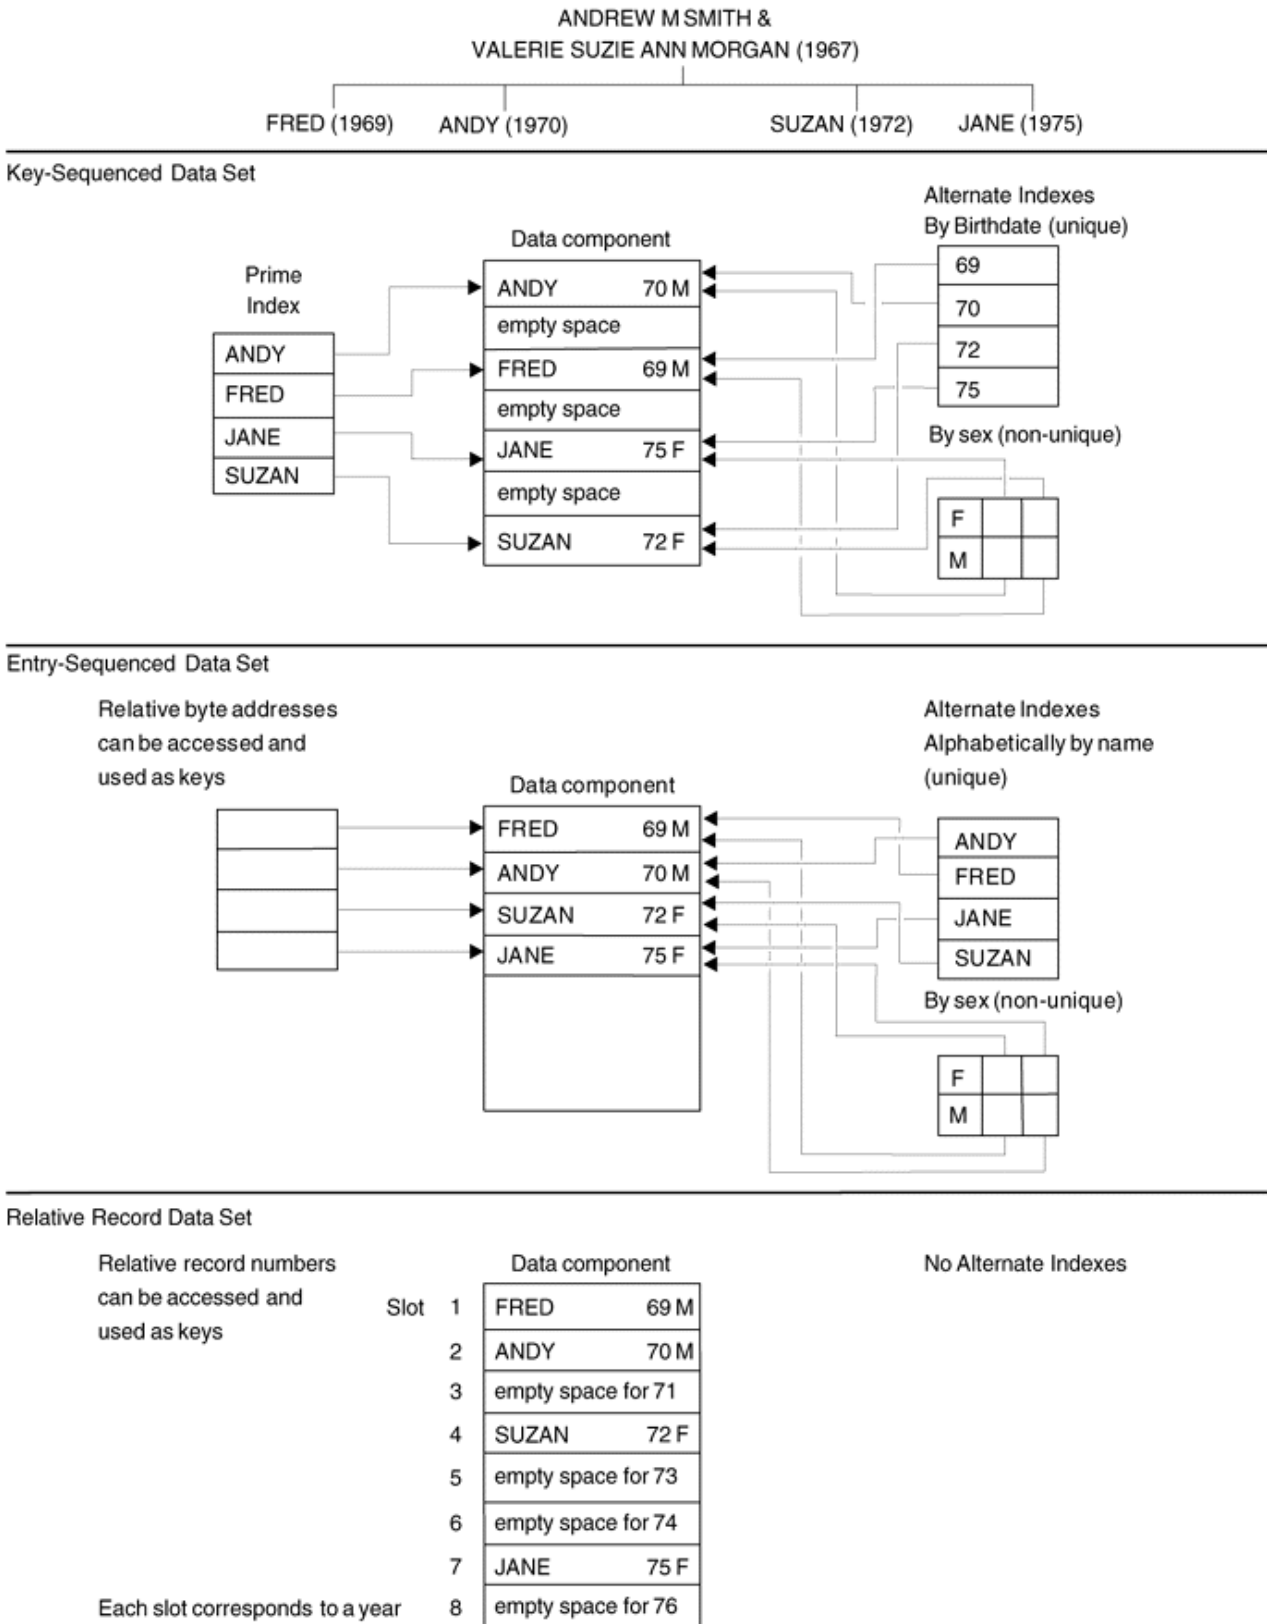 ANDREW M SMITH &
VALERIE SUZIE ANN MORGAN (1967)
FRED (1969) ANDY (1970) SUZAN (1972) JANE (1975)
Key-Sequenced Data Set
Alternate Indexes
By Birthdate (unique)
Data component
Prime
Index
ANDY
FRED
JANE
SUZAN
ANDY 70 M
empty space
FRED 69 M
empty space
JANE 75 F
empty space
SUZAN 72 F
69
70
72
75
By sex (non-unique)
F
M
Entry-Sequenced Data Set
Relative byte addresses
can be accessed and
used as keys
Data component
FRED 69 M
ANDY 70 M
SUZAN 72 F
JANE 75 F
Alternate Indexes
Alphabetically by name
(unique)
ANDY
FRED
JANE
SUZAN
By sex (non-unique)
F
M
Relative Record Data Set
Relative record numbers
can be accessed and
used as keys
Data component
No Alternate Indexes
Slot 1 FRED 69 M
2 ANDY 70 M
3 empty space for 71
4 SUZAN 72 F
5 empty space for 73
6 empty space for 74
7 JANE 75 F
Each slot corresponds to a year 8 empty space for 76